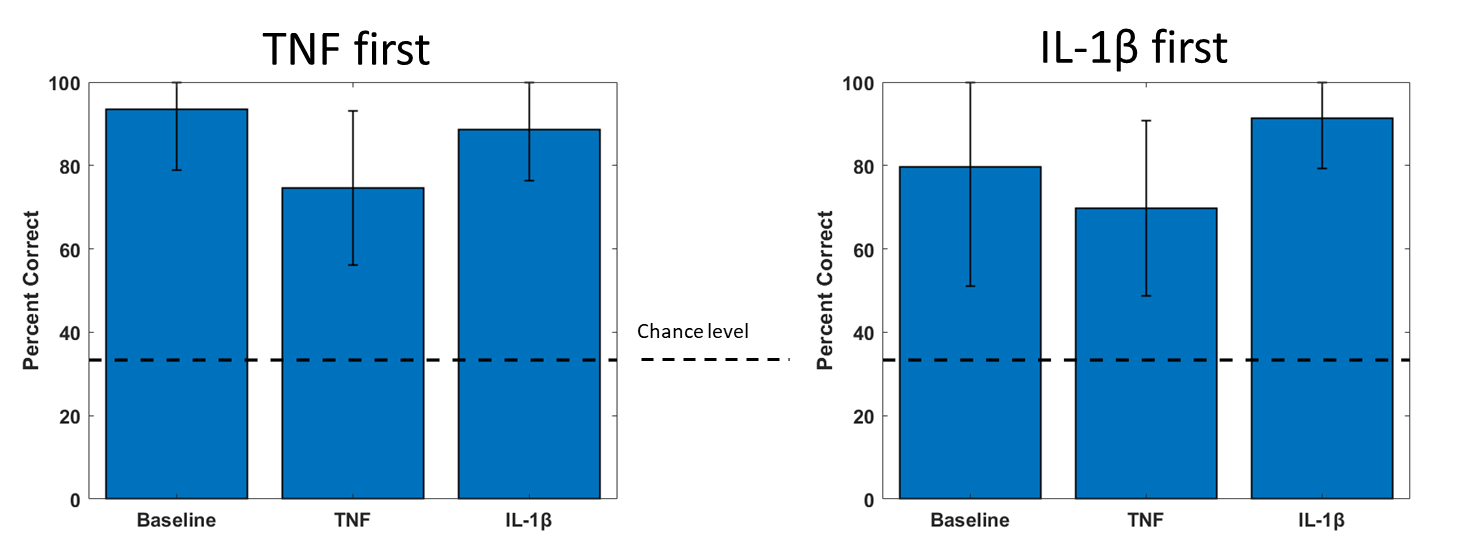 TNF first
100
80
60
40
20
0
Percent Correct
Baseline TNF IL-1β
Chance level
IL-1β first
100
80
60
40
20
0
Percent Correct
Baseline TNF IL-1β